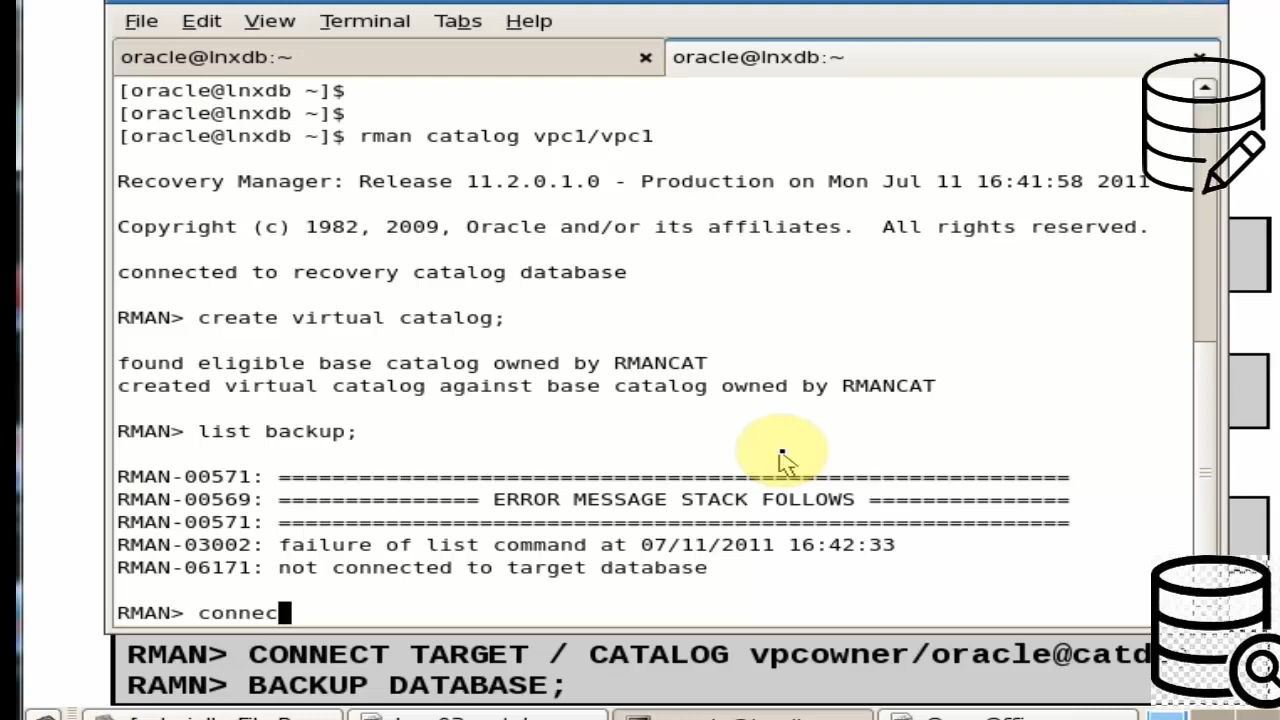 File Edit View Terminal Tabs Help
oracle@lnxdb:~ oracle@lnxdb:~
[oracle@lnxdb ~]$
[oracle@lnxdb ~]$
[oracle@lnxdb ~]$ rman catalog vpc1/vpc1
Recovery Manager: Release 11.2.0.1.0 - Production on Mon Jul 11 16:41:58 2011
Copyright (c) 1982, 2009, Oracle and/or its affiliates.  All rights reserved.
connected to recovery catalog database
RMAN> create virtual catalog;
found eligible base catalog owned by RMANCAT
created virtual catalog against base catalog owned by RMANCAT
RMAN> list backup;
RMAN-00571: ===========================================================
RMAN-00569: =============== ERROR MESSAGE STACK FOLLOWS ===============
RMAN-00571: ===========================================================
RMAN-03002: failure of list command at 07/11/2011 16:42:33
RMAN-06171: not connected to target database
RMAN> connec
RMAN> CONNECT TARGET / CATALOG vpcowner/oracle@catd
RAMN> BACKUP DATABASE;